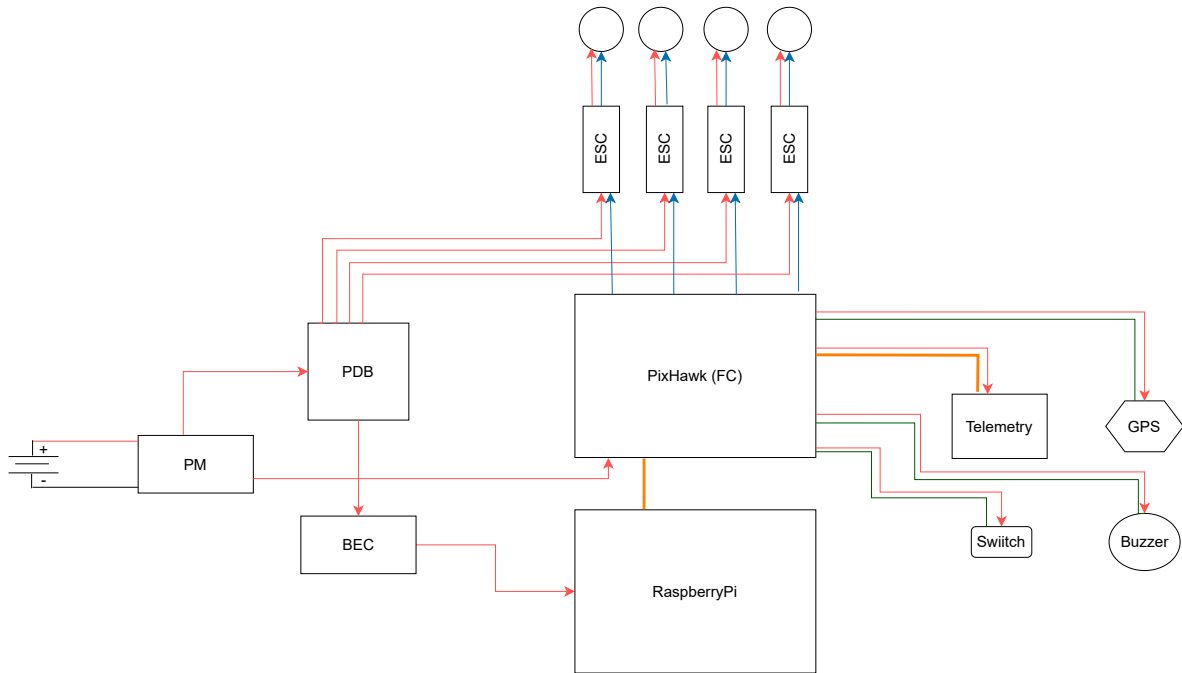 ESC
ESC
ESC
ESC
PDB
PixHawk (FC)
Telemetry
GPS
+
PM
-
BEC
Swiitch
Buzzer
RaspberryPi